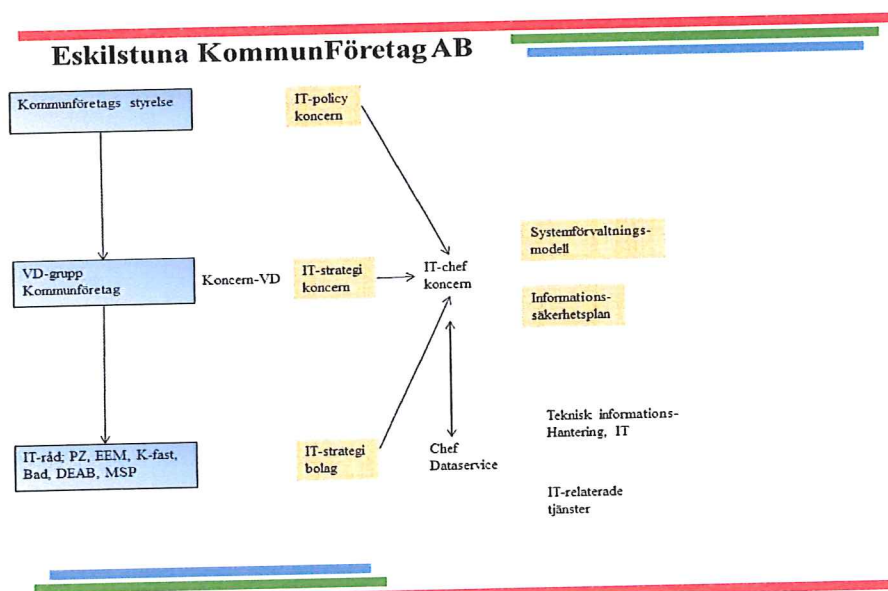 Eskilstuna KommunFöretag AB
Kommunföretags styrelse
IT-policy
koncern
VD-grupp
Kommunföretag
Koncern-VD
IT-strategi
koncern
IT-chef
koncern
Systemförvaltnings-
modell
Informations-
säkerhetsplan
IT-råd; PZ, EEM, K-fast,
Bad, DEAB, MSP
IT-strategi
bolag
Chef
Dataservice
Teknisk informations-
Hantering, IT
IT-relaterade
tjänster